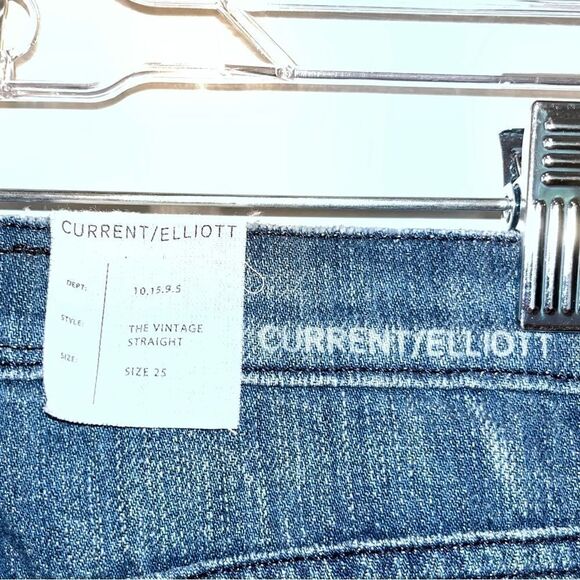 CURRENT/ELLIOTT
DEPT: 10.15.9-5
STYLE: THE VINTAGE
STRAIGHT
SIZE: SIZE 25
CURRENT/ELLIOTT